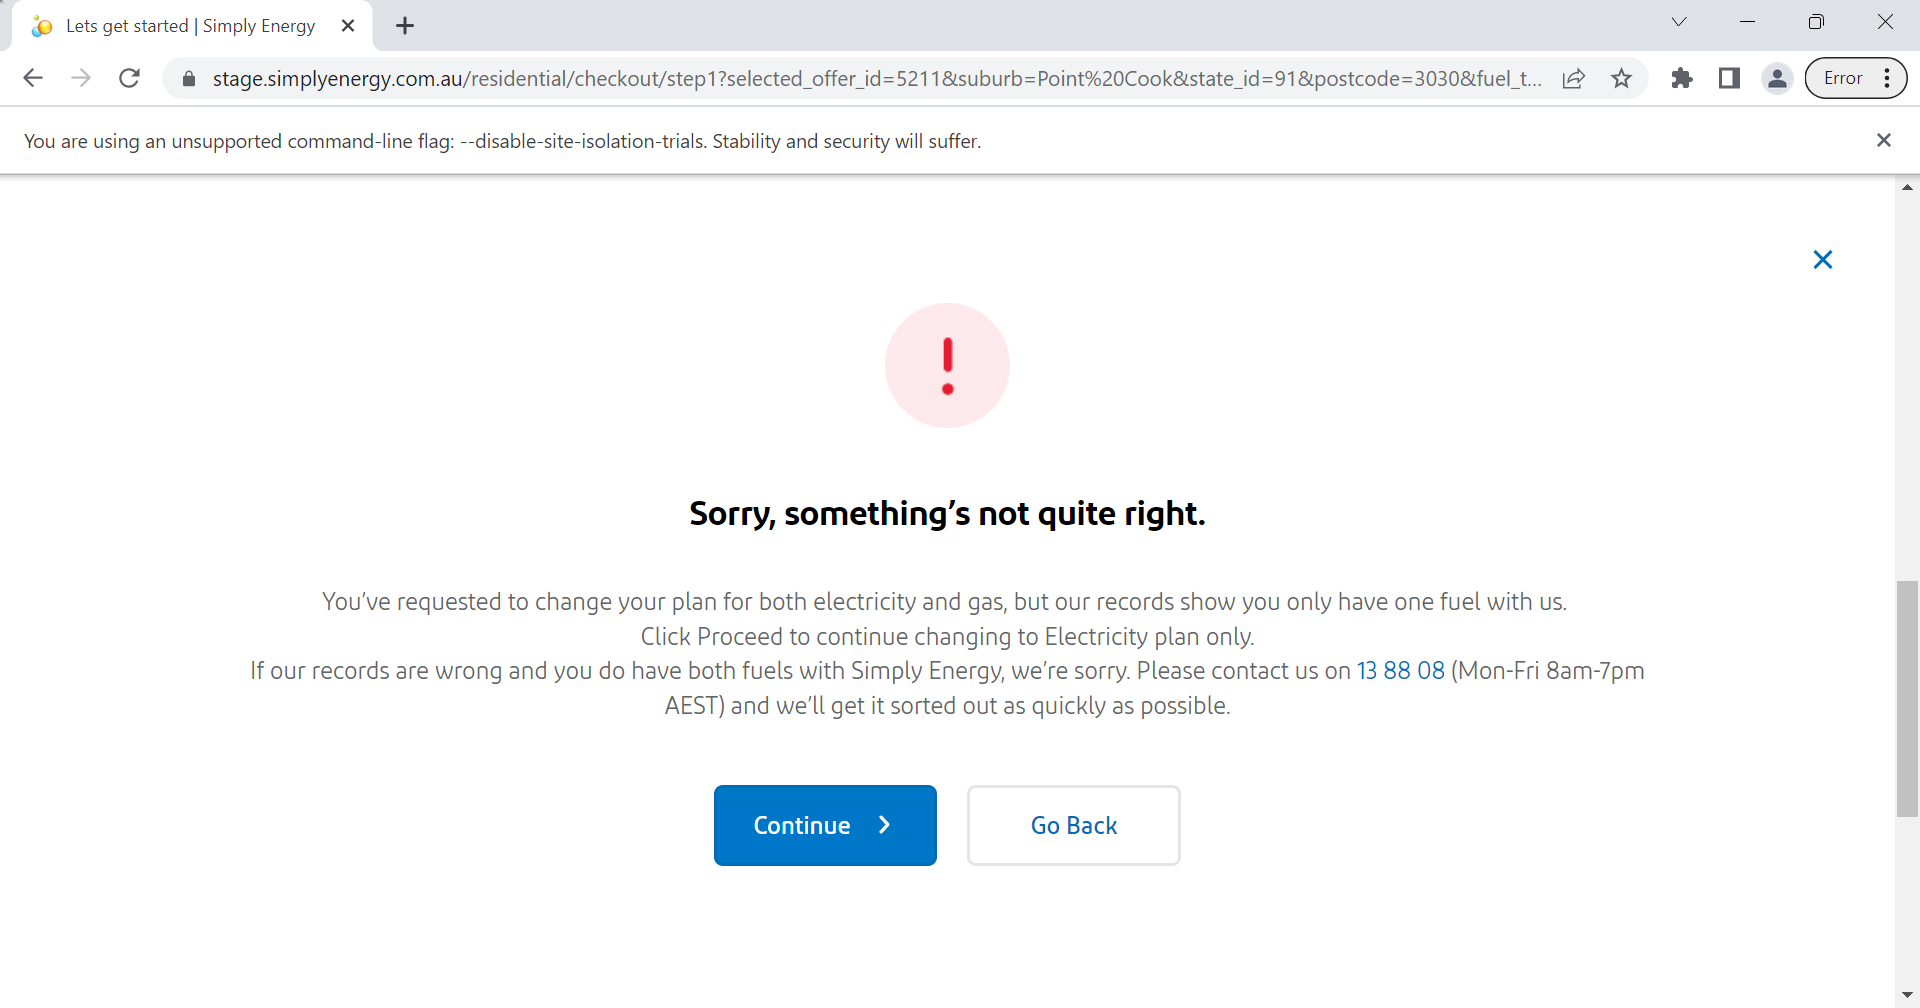 Lets get started | Simply Energy
stage.simplyenergy.com.au/residential/checkout/step1?selected_offer_id=5211&suburb=Point%20Cook&state_id=91&postcode=3030&fuel_t...
Error
You are using an unsupported command-line flag: --disable-site-isolation-trials. Stability and security will suffer.
Sorry, something’s not quite right.
You’ve requested to change your plan for both electricity and gas, but our records show you only have one fuel with us.
Click Proceed to continue changing to Electricity plan only.
If our records are wrong and you do have both fuels with Simply Energy, we’re sorry. Please contact us on 13 88 08 (Mon-Fri 8am-7pm
AEST) and we’ll get it sorted out as quickly as possible.
Continue
Go Back